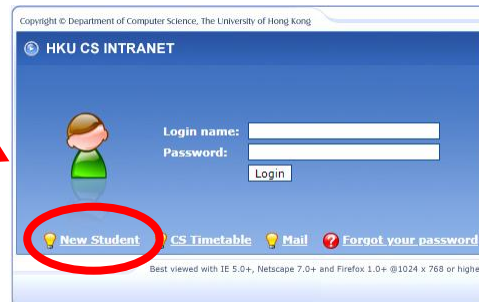 Copyright © Department of Computer Science, The University of Hong Kong
HKU CS INTRANET
Login name:
Password:
Login
New Student CS Timetable Mail Forgot your password
Best viewed with IE 5.0+, Netscape 7.0+ and Firefox 1.0+ @1024 x 768 or highe